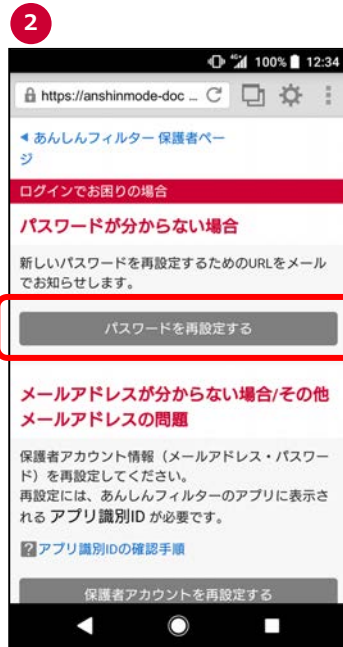 2
4G 100% 12:34
https://anshinmode-doc ...
◀ あんしんフィルター 保護者ペー
ジ
ログインでお困りの場合
パスワードが分からない場合
新しいパスワードを再設定するためのURLをメール
でお知らせします。
パスワードを再設定する
メールアドレスが分からない場合/その他
メールアドレスの問題
保護者アカウント情報（メールアドレス・パスワー
ド）を再設定してください。
再設定には、あんしんフィルターのアプリに表示さ
れる アプリ識別ID が必要です。
?アプリ識別IDの確認手順
保護者アカウントを再設定する